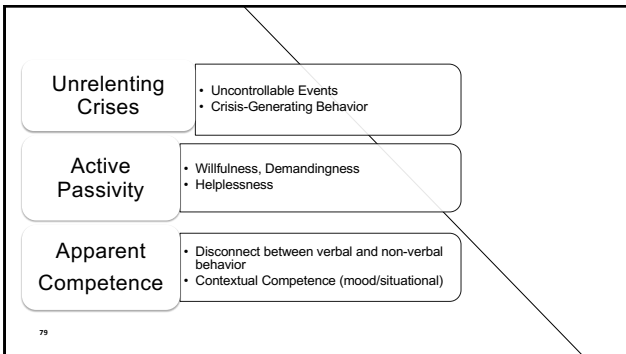 Unrelenting
Crises
• Uncontrollable Events
• Crisis-Generating Behavior
Active
Passivity
• Willfulness, Demandingness
• Helplessness
Apparent
Competence
• Disconnect between verbal and non-verbal
behavior
• Contextual Competence (mood/situational)
79